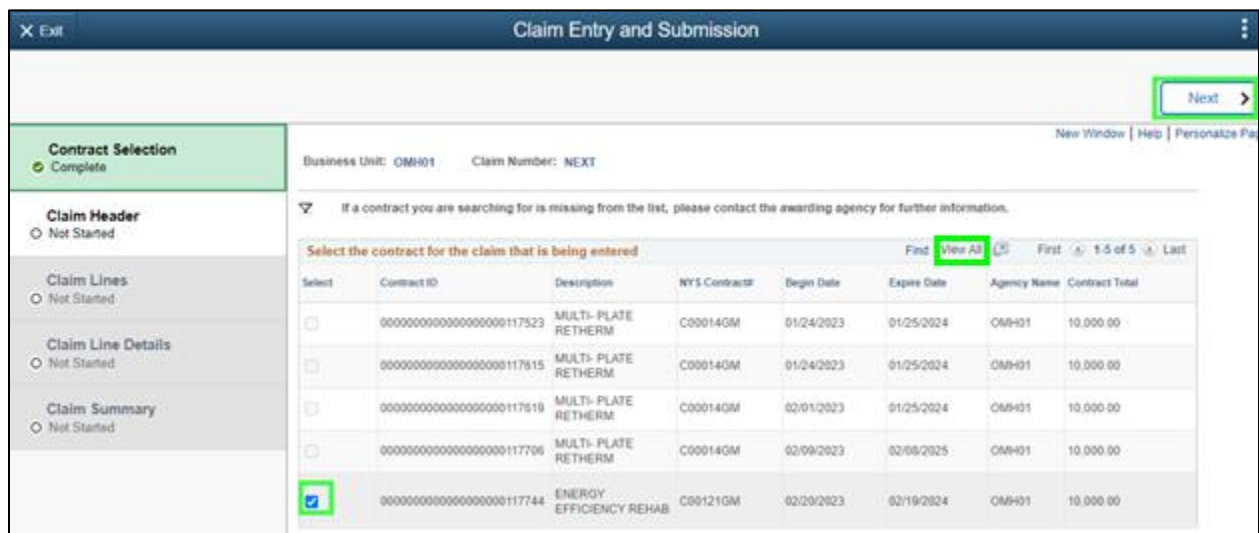 X Exit
Claim Entry and Submission
Next
New Window | Help | Personalize Pag
Contract Selection
Complete
Business Unit: OMH01 Claim Number: NEXT
Claim Header
Not Started
If a contract you are searching for is missing from the list, please contact the awarding agency for further information.
Select the contract for the claim that is being entered Find View All First 1-5 of 5 Last
Claim Lines
Not Started
Claim Line Details
Not Started
Claim Summary
Not Started
Select Contract ID Description NYS Contract# Begin Date Expire Date Agency Name Contract Total
0000000000000000000117523 MULTI- PLATE RETHERM C00014GM 01/24/2023 01/25/2024 OMH01 10,000.00
0000000000000000000117615 MULTI- PLATE RETHERM C00014GM 01/24/2023 01/25/2024 OMH01 10,000.00
0000000000000000000117619 MULTI- PLATE RETHERM C00014GM 02/01/2023 01/25/2024 OMH01 10,000.00
0000000000000000000117706 MULTI- PLATE RETHERM C00014GM 02/09/2023 02/08/2025 OMH01 10,000.00
0000000000000000000117744 ENERGY EFFICIENCY REHAB C00121GM 02/20/2023 02/19/2024 OMH01 10,000.00